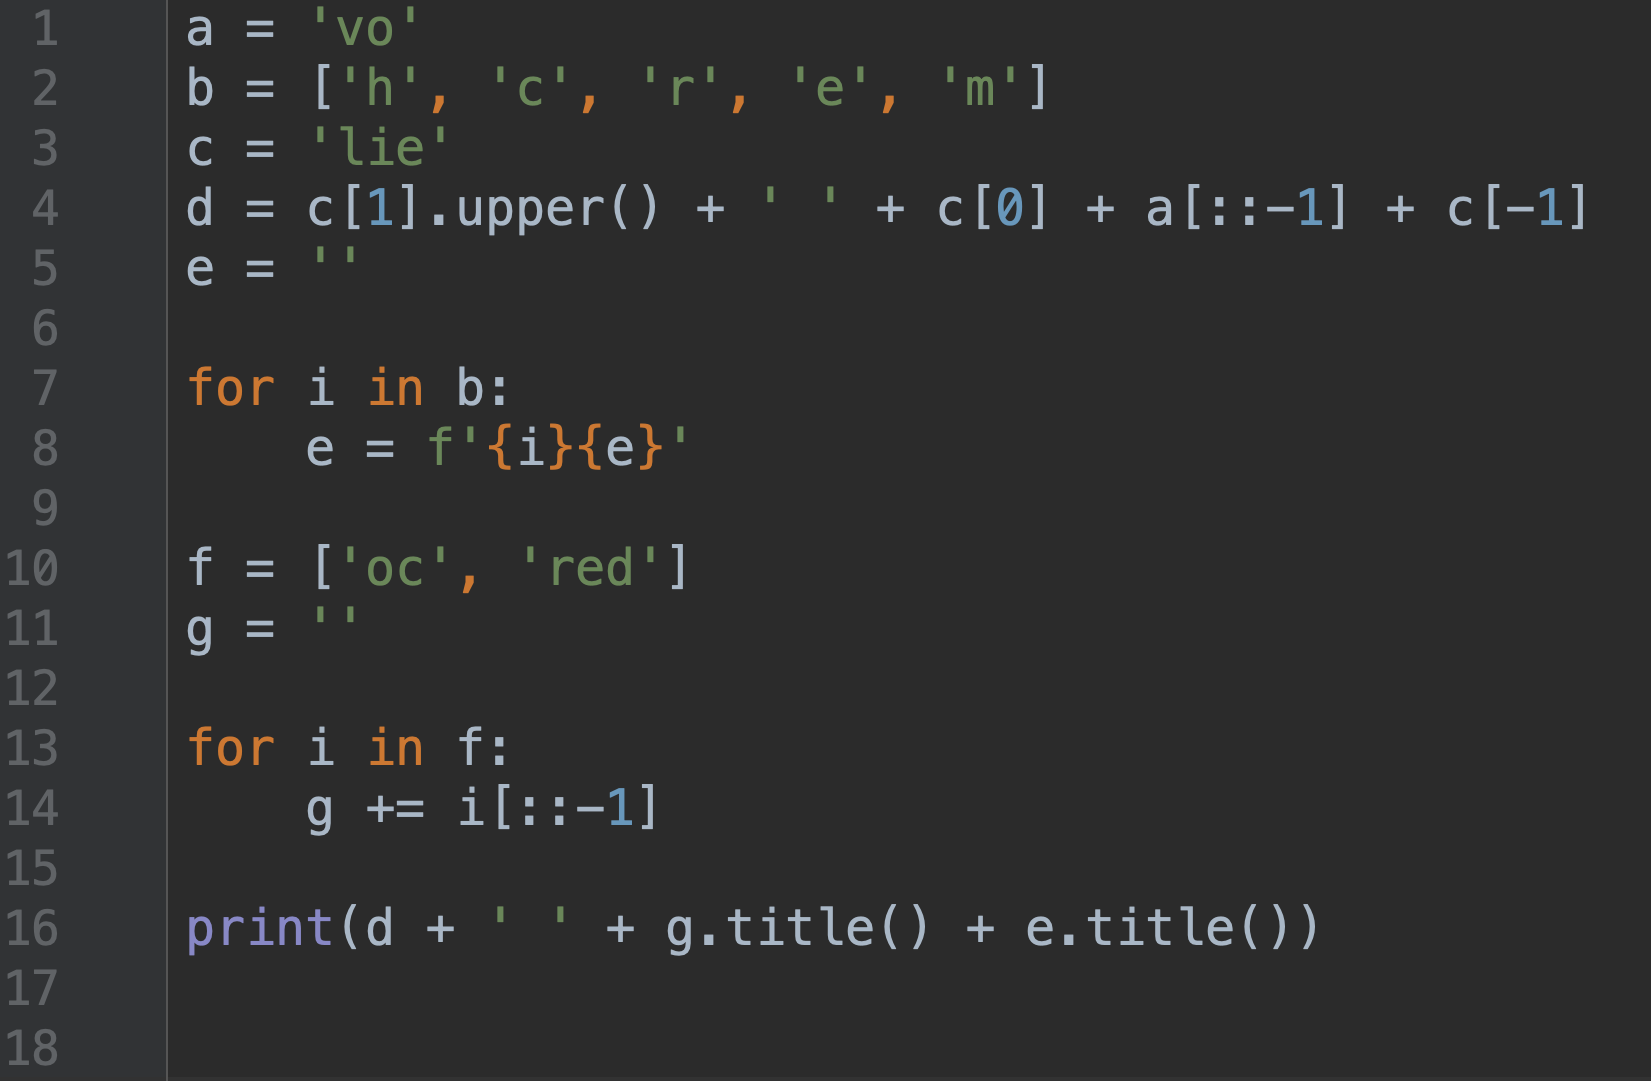 1 a = 'vo'
2 b = ['h', 'c', 'r', 'e', 'm']
3 c = 'lie'
4 d = c[1].upper() + ' ' + c[0] + a[::-1] + c[-1]
5 e = ''
6
7 for i in b:
8     e = f'{i}{e}'
9
10 f = ['oc', 'red']
11 g = ''
12
13 for i in f:
14     g += i[::-1]
15
16 print(d + ' ' + g.title() + e.title())
17
18